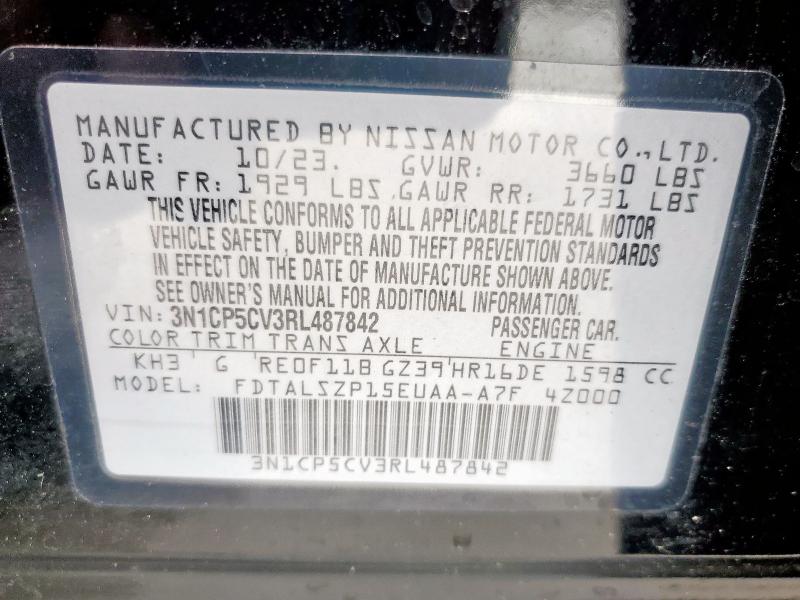 MANUFACTURED BY NISSAN MOTOR CO.,LTD.
DATE: 10/23. GVWR: 3660 LBS
GAWR FR: 1929 LBS, GAWR RR: 1731 LBS
THIS VEHICLE CONFORMS TO ALL APPLICABLE FEDERAL MOTOR
VEHICLE SAFETY, BUMPER AND THEFT PREVENTION STANDARDS
IN EFFECT ON THE DATE OF MANUFACTURE SHOWN ABOVE.
SEE OWNER'S MANUAL FOR ADDITIONAL INFORMATION.
VIN: 3N1CP5CV3RL487842 PASSENGER CAR.
COLOR TRIM TRANS AXLE ENGINE
KH3 ' G 'RE0F11B GZ39'HR16DE 1598 CC
MODEL: FDTALSZP15EUAA-A7F 4Z000
3N1CP5CV3RL487842